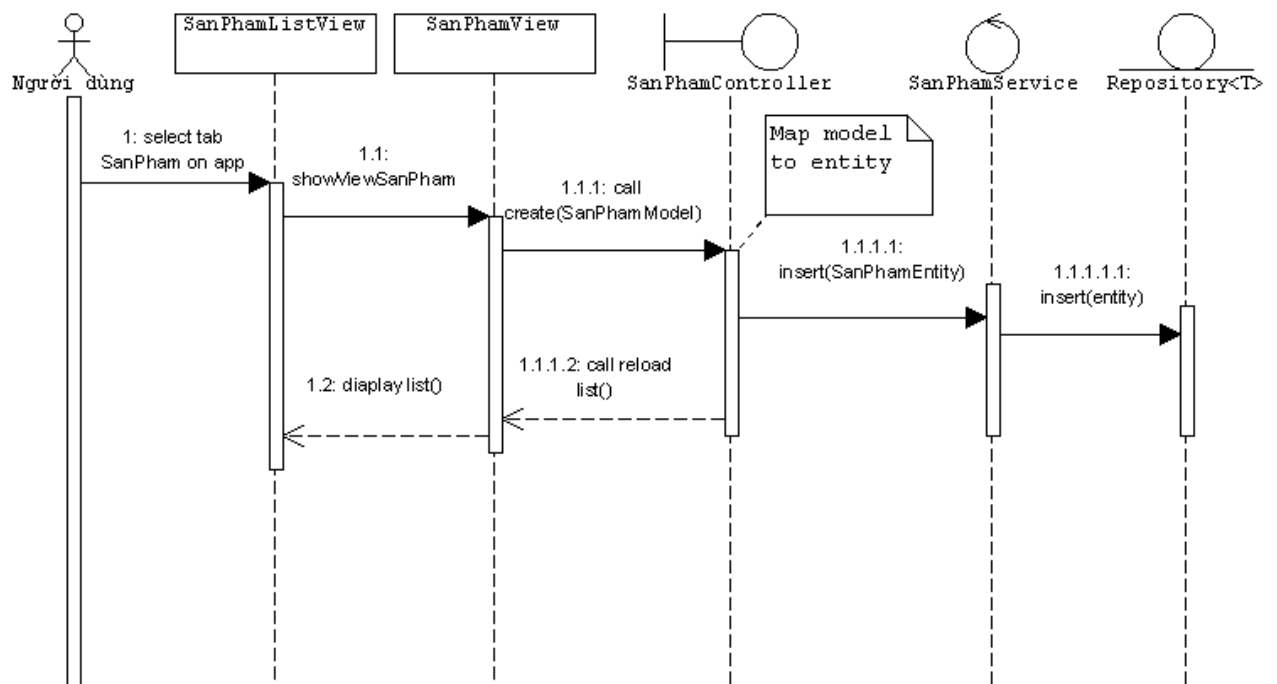 SanPhamListView
SanPhamView
Người dùng
SanPhamController
SanPhamService
Repository<T>
Map model
to entity
1: select tab
SanPham on app
1.1:
showViewSanPham
1.1.1: call
create(SanPhamModel)
1.1.1.1:
insert(SanPhamEntity)
1.1.1.1.1:
insert(entity)
1.1.1.2: call reload
list()
1.2: diaplay list()